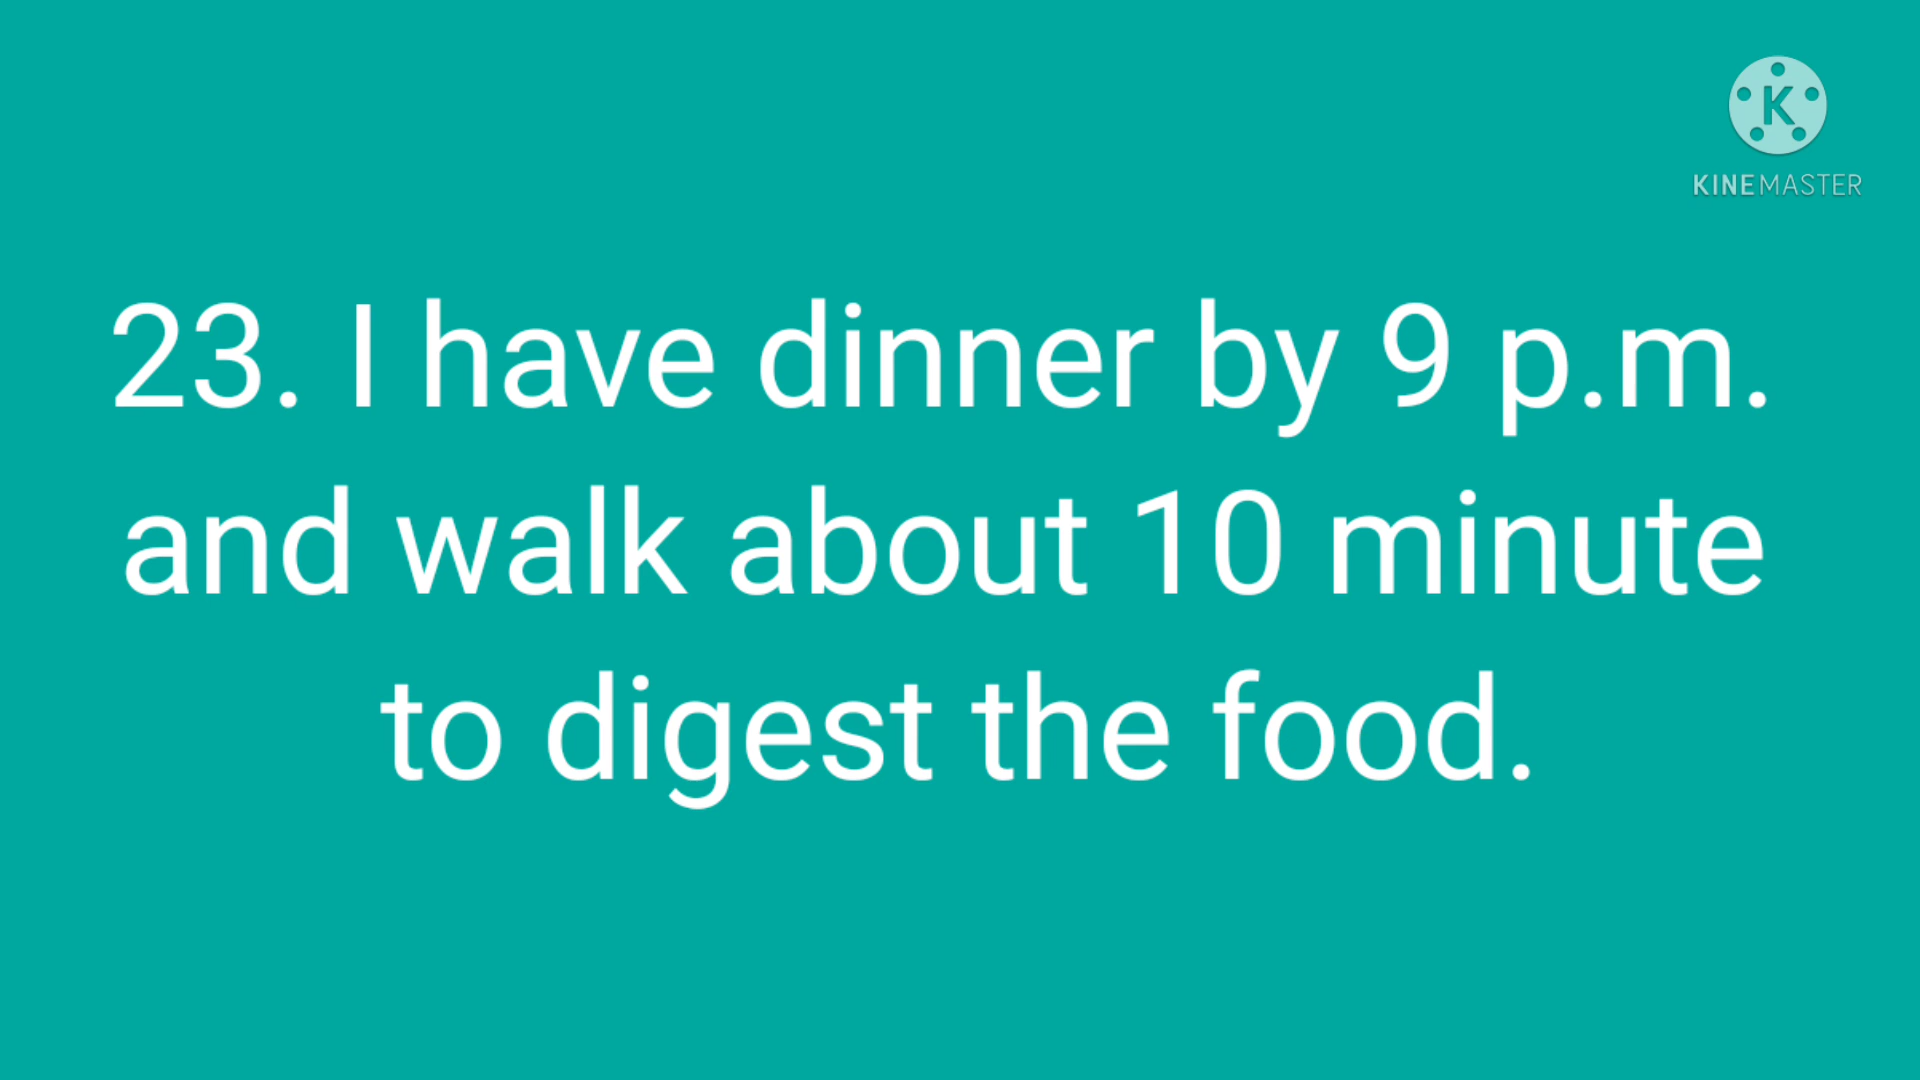 K
KINEMASTER
23. I have dinner by 9 p.m.
and walk about 10 minute
to digest the food.